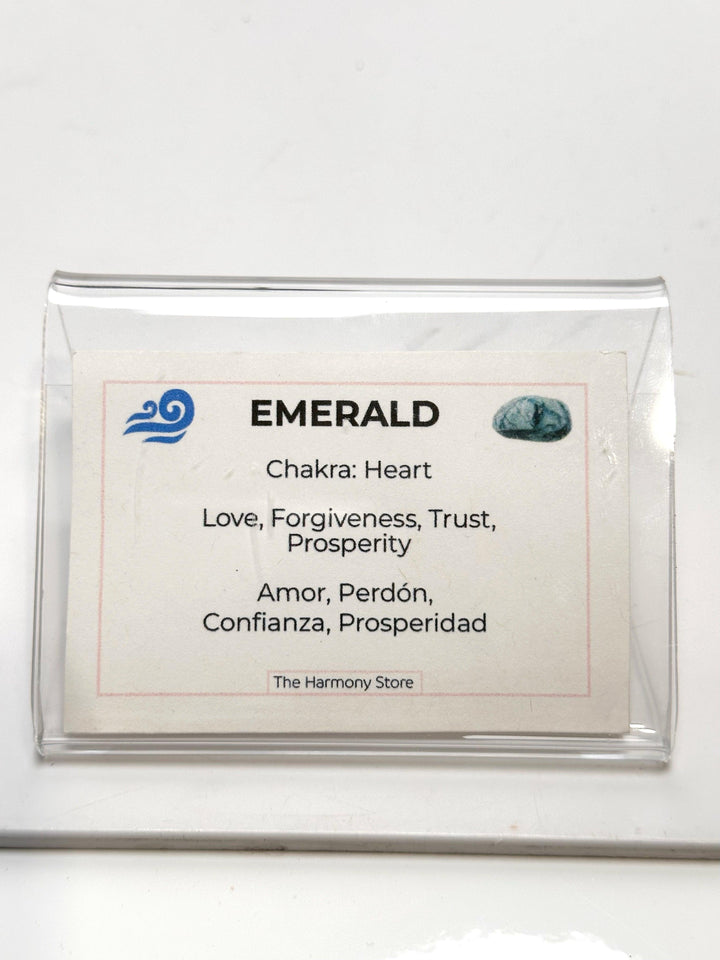 EMERALD
Chakra: Heart
Love, Forgiveness, Trust,
Prosperity
Amor, Perdón,
Confianza, Prosperidad
The Harmony Store